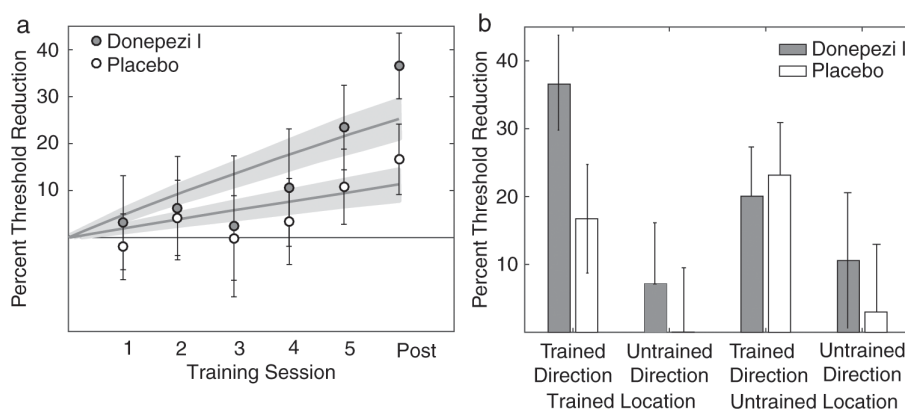 a
Donepezi l
Placebo
40
30
20
10
Percent Threshold Reduction
1 2 3 4 5 Post
Training Session
b
Donepezi l
Placebo
40
30
20
10
Percent Threshold Reduction
Trained Untrained Trained Untrained
Direction Direction Direction Direction
Trained Location Untrained Location